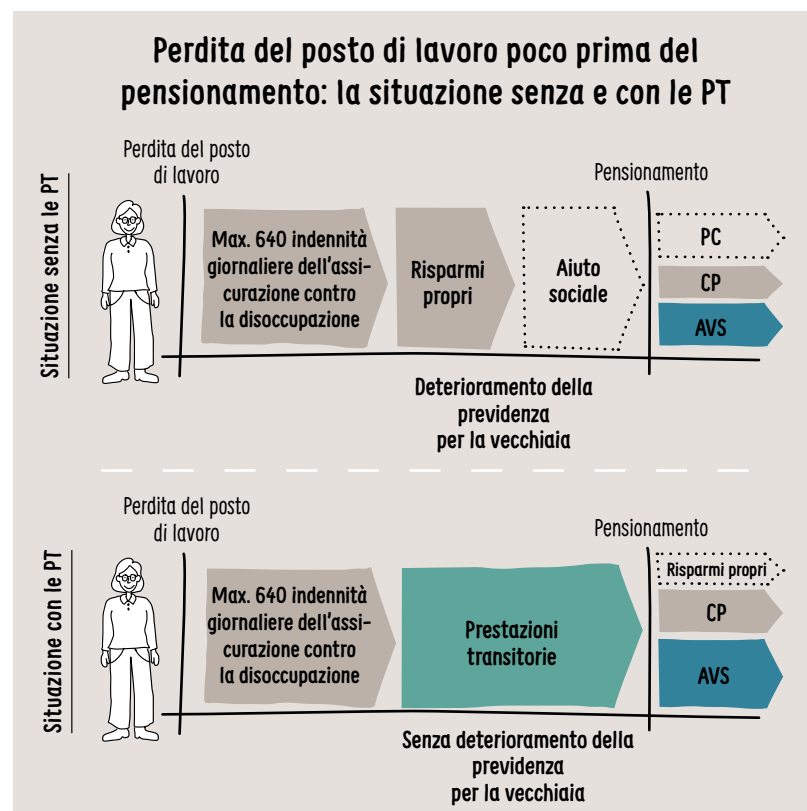 Perdita del posto di lavoro poco prima del
pensionamento: la situazione senza e con le PT
Situazione senza le PT
Perdita del posto
di lavoro
Max. 640 indennità
giornaliere dell'assi-
curazione contro
la disoccupazione
Risparmi
propri
Aiuto
sociale
Pensionamento
PC
CP
AVS
Deterioramento della
previdenza
per la vecchiaia
Situazione con le PT
Perdita del posto
di lavoro
Max. 640 indennità
giornaliere dell'assi-
curazione contro
la disoccupazione
Prestazioni
transitorie
Pensionamento
Risparmi propri
CP
AVS
Senza deterioramento della
previdenza
per la vecchiaia